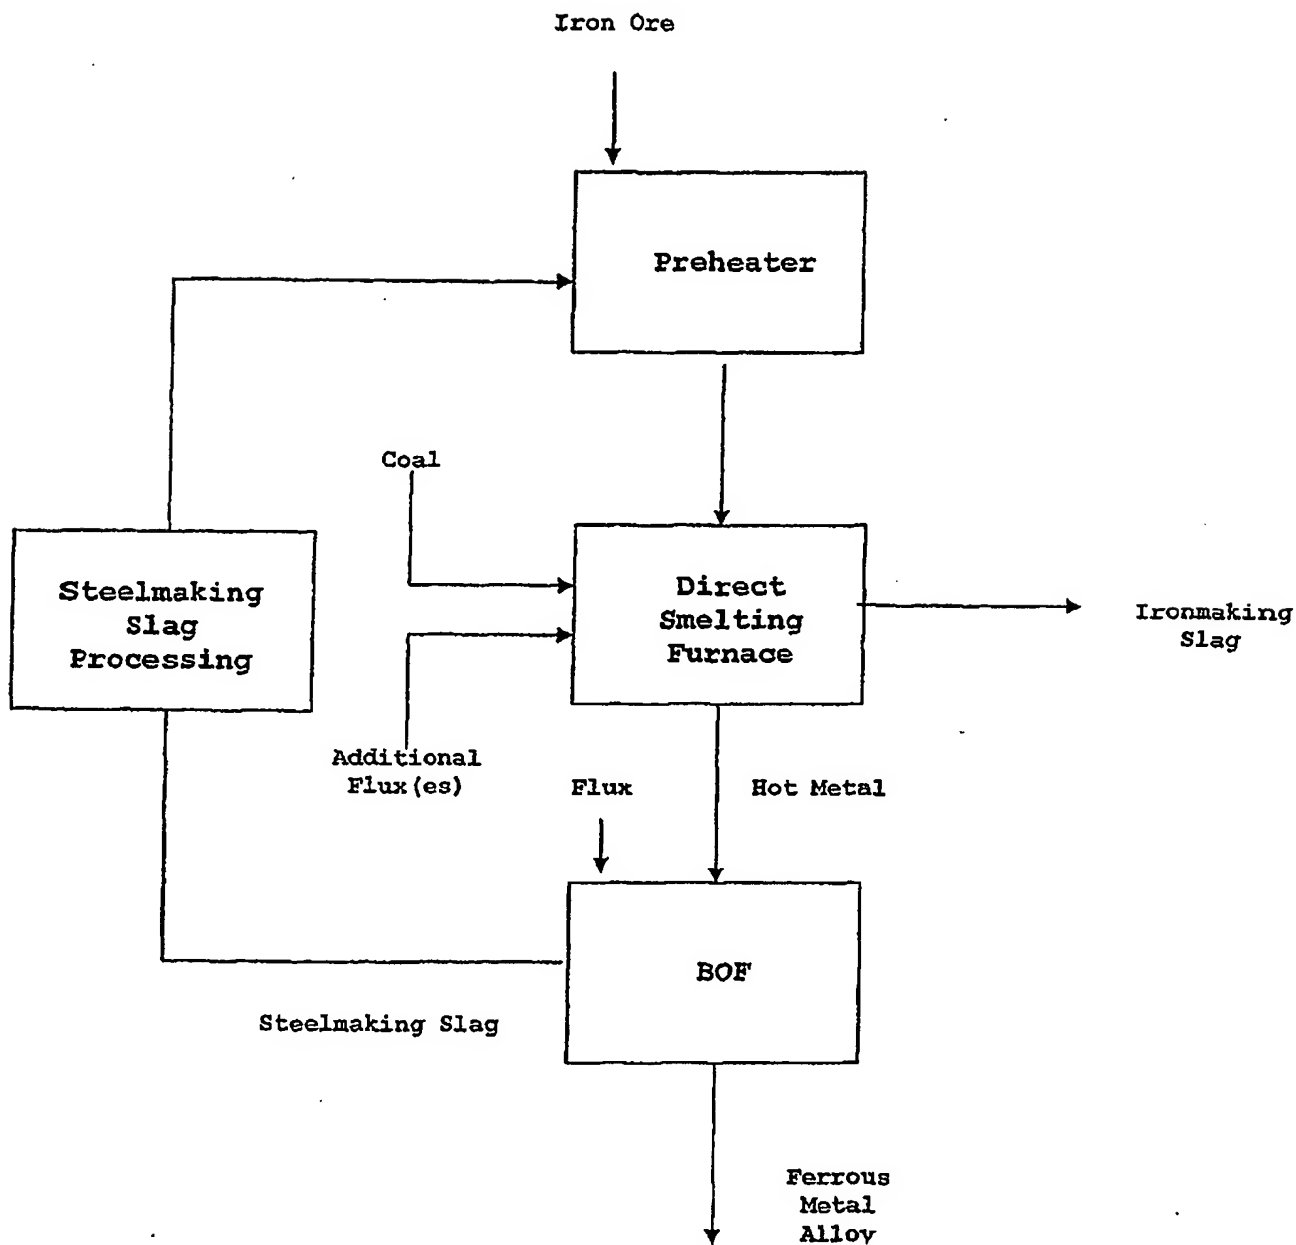 Iron Ore
Preheater
Coal
Steelmaking
Slag
Processing
Direct
Smelting
Furnace
Ironmaking
Slag
Additional
Flux(es)
Flux
Hot Metal
BOF
Steelmaking Slag
Ferrous
Metal
Alloy